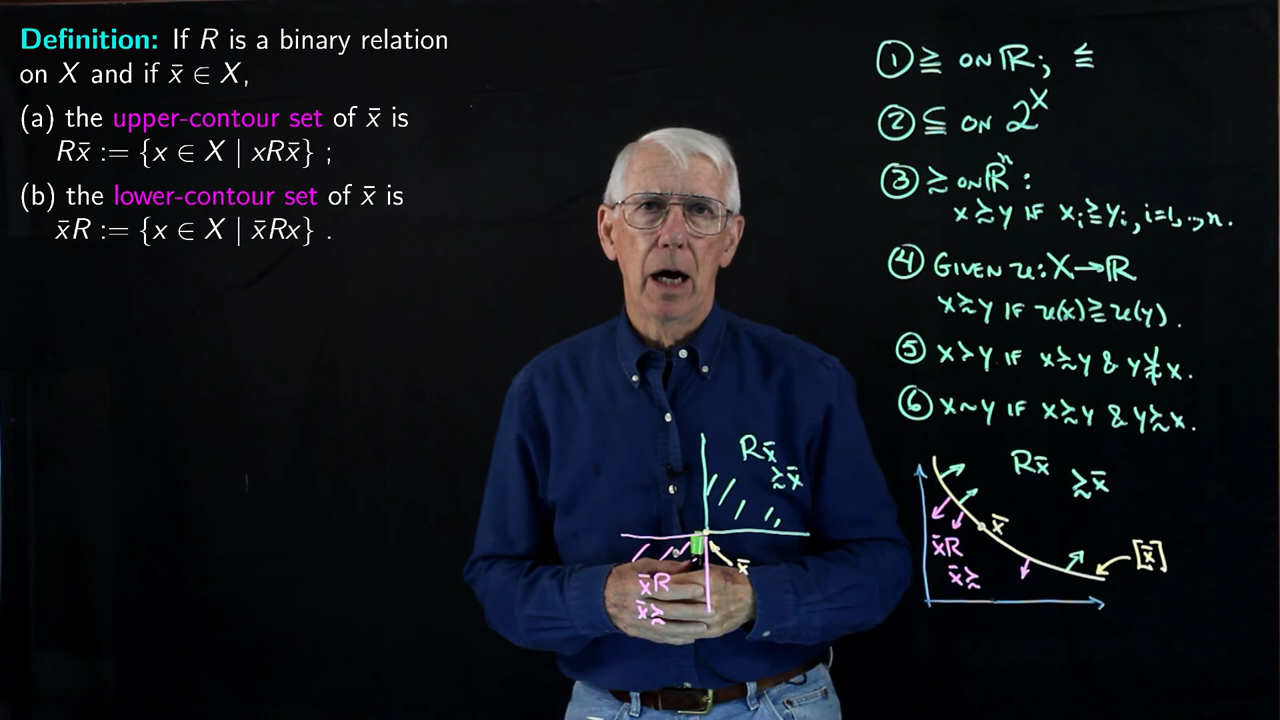 Definition: If R is a binary relation
on X and if x̄ ∈ X,
(a) the upper-contour set of x̄ is
Rx̄ := {x ∈ X | xRx̄} ;
(b) the lower-contour set of x̄ is
x̄R := {x ∈ X | x̄Rx} .
① ≧ ON ℝ; ≦
② ⊆ ON 2^X
③ ≳ ON ℝ^n :
x ≳ y IF xᵢ ≧ yᵢ, i=1,..,n.
④ GIVEN u: X → ℝ
x ≳ y IF u(x) ≧ u(y).
⑤ x ≻ y IF x ≳ y & y ⋧̸ x.
⑥ x ~ y IF x ≳ y & y ≳ x.
Rx̄
≳x̄
x̄
x̄R
x̄≳
Rx̄
≳x̄
x̄
x̄R
x̄≳
[x̄]